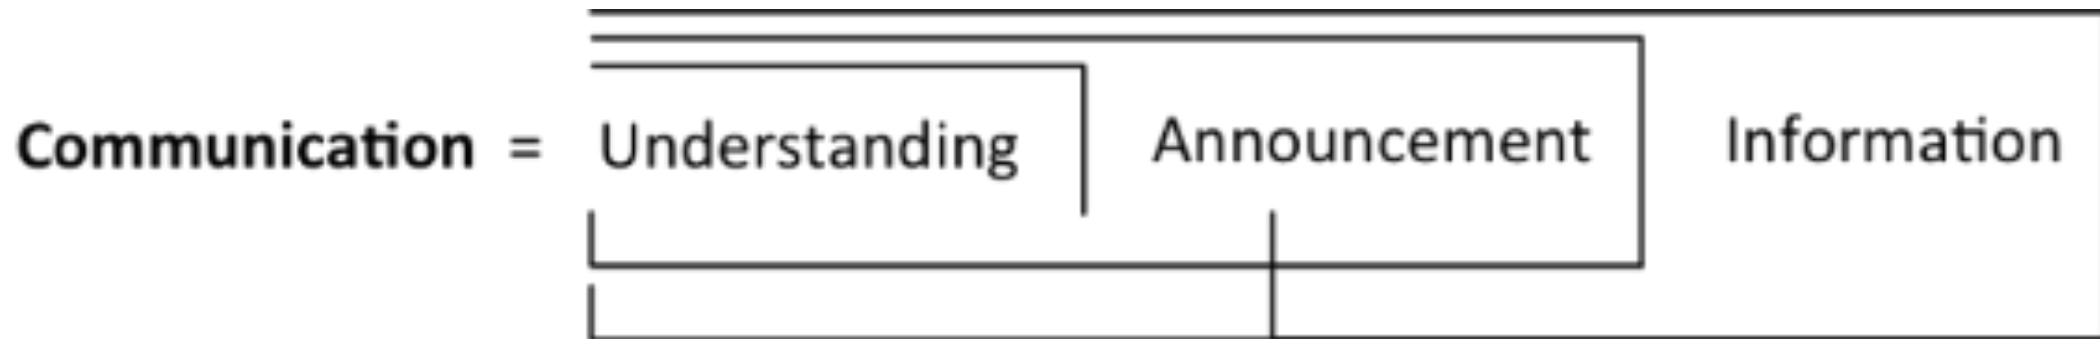 Communication = Understanding Announcement Information